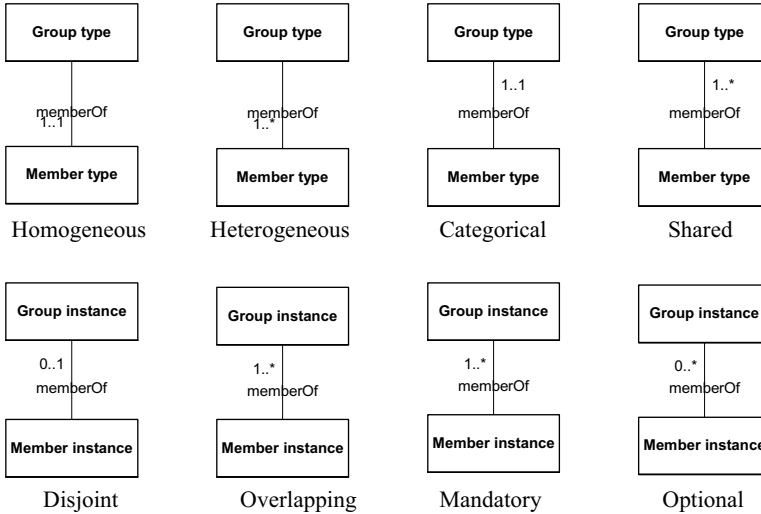 Group type
memberOf
1..1
Member type
Homogeneous
Group type
memberOf
1..*
Member type
Heterogeneous
Group type
1..1
memberOf
Member type
Categorical
Group type
1..*
memberOf
Member type
Shared
Group instance
0..1
memberOf
Member instance
Disjoint
Group instance
1..*
memberOf
Member instance
Overlapping
Group instance
1..*
memberOf
Member instance
Mandatory
Group instance
0..*
memberOf
Member instance
Optional